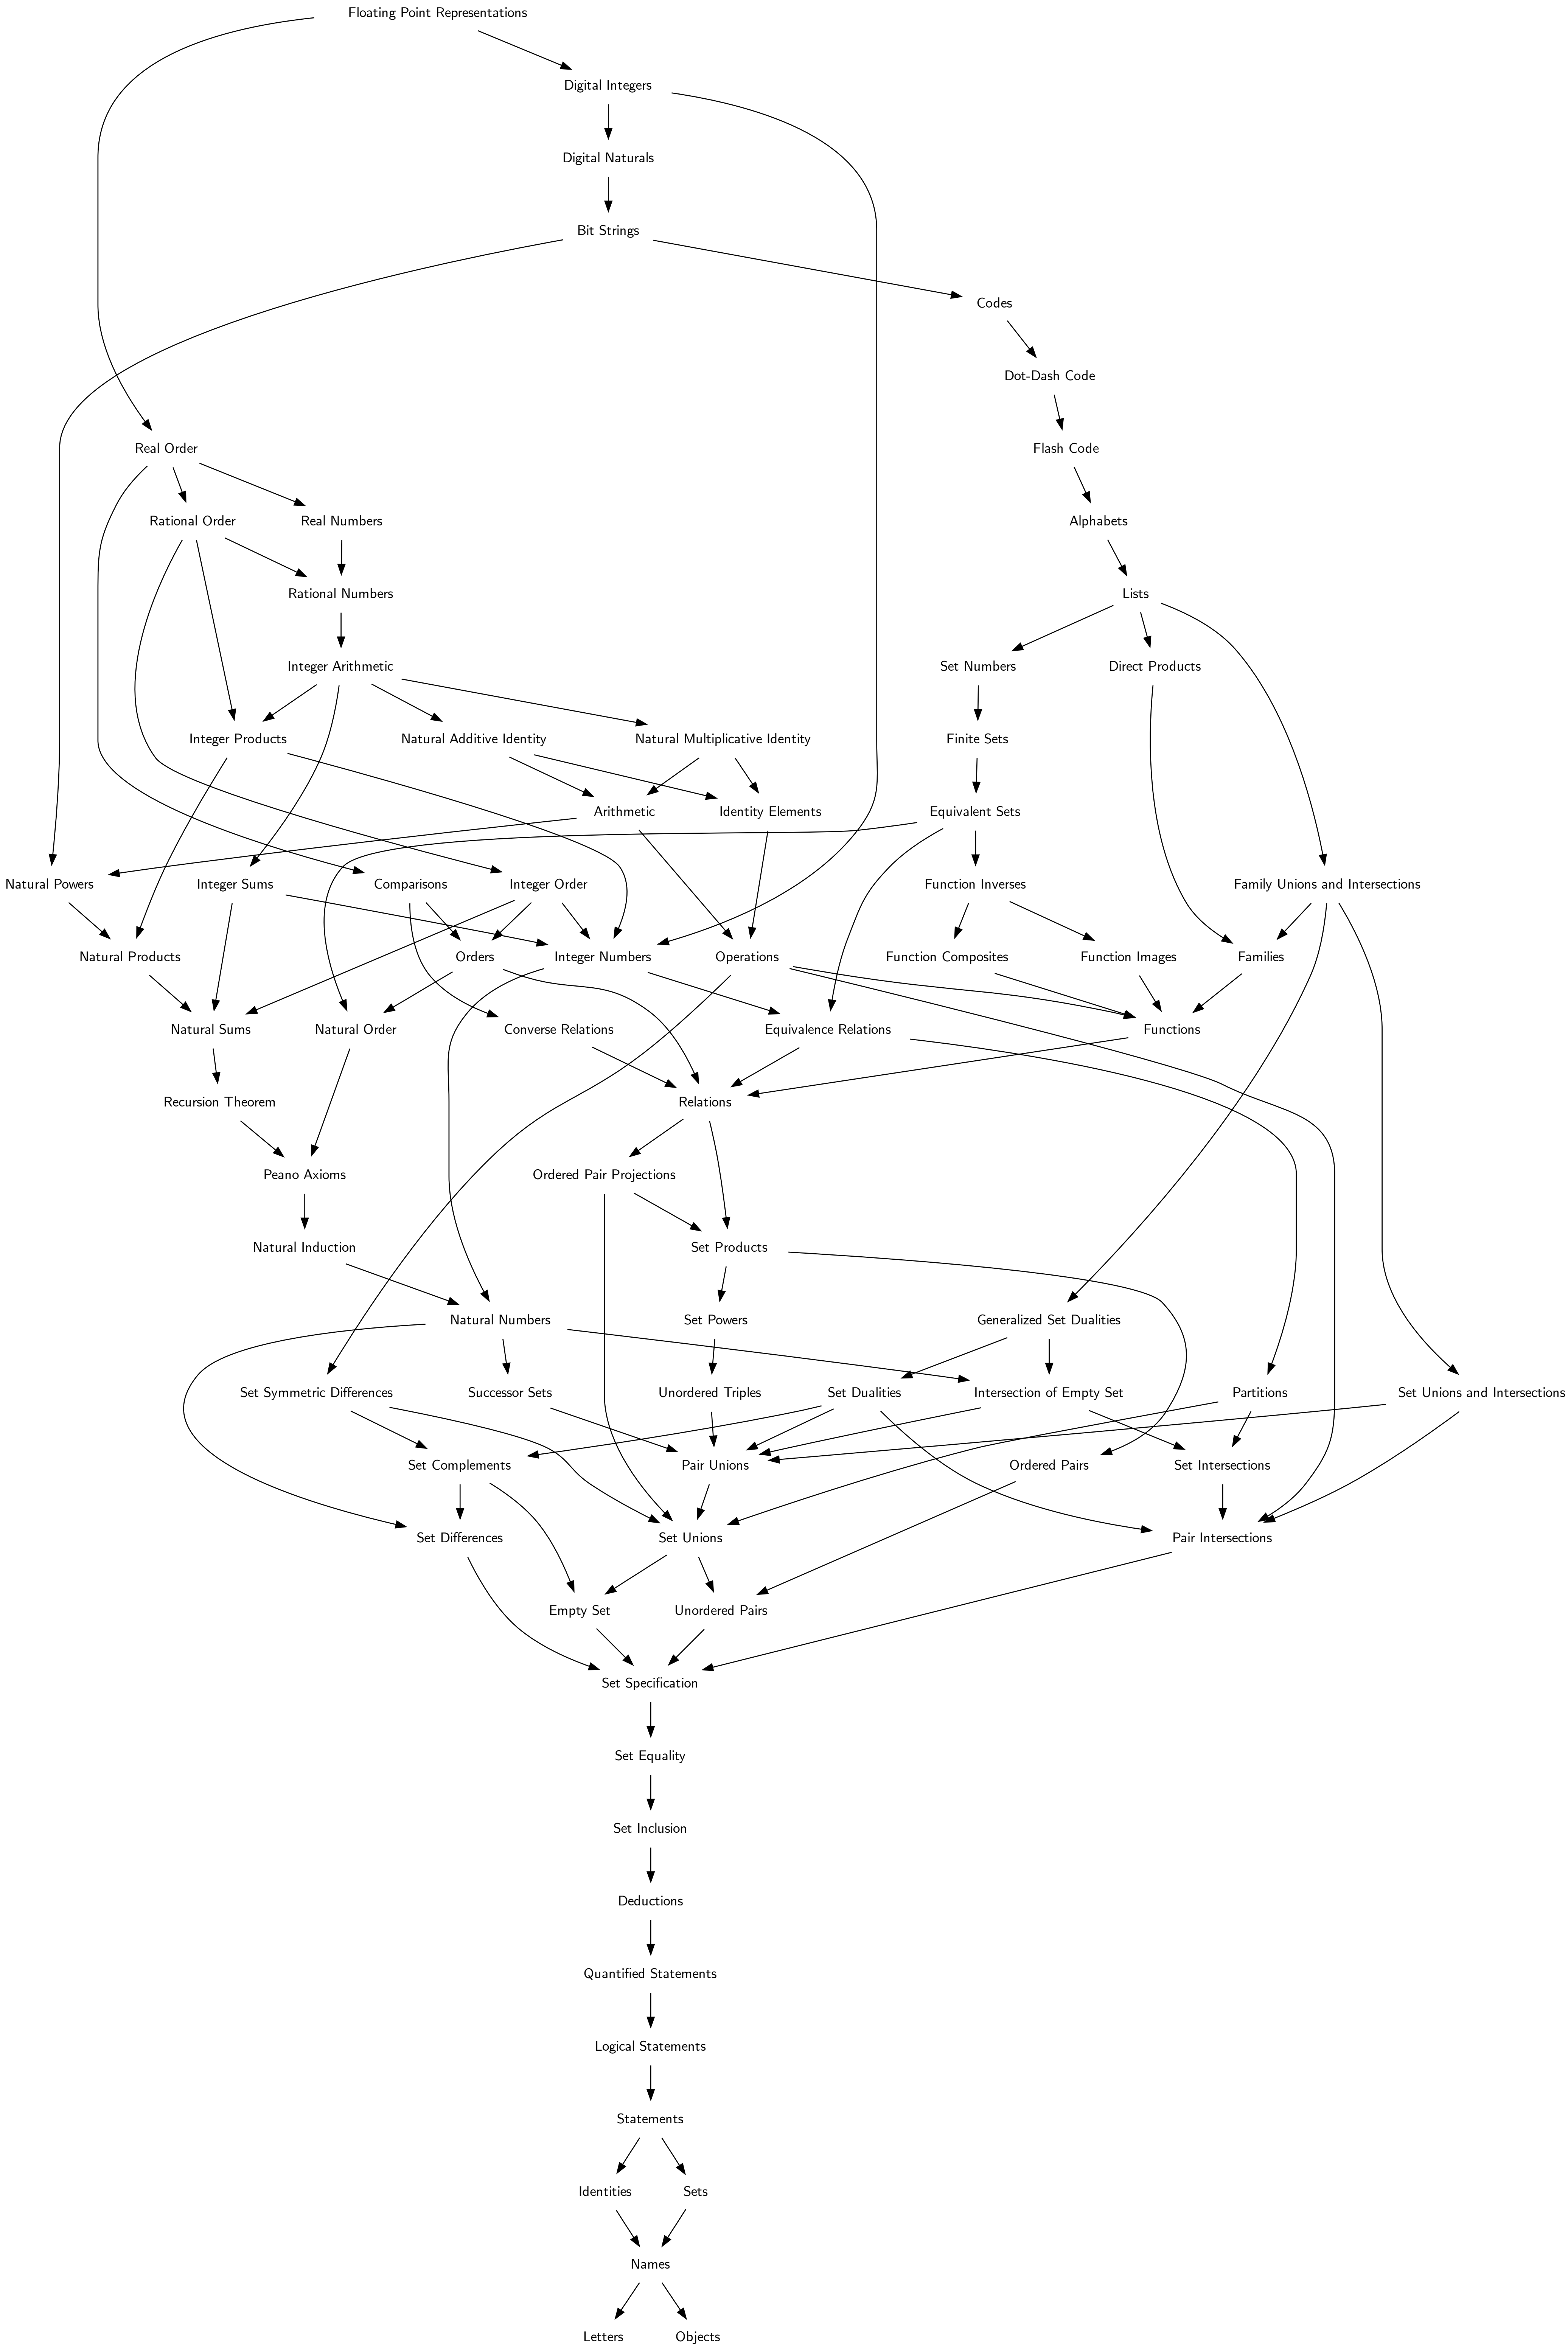 Floating Point Representations
Digital Integers
Digital Naturals
Bit Strings
Codes
Dot-Dash Code
Real Order
Flash Code
Rational Order
Real Numbers
Alphabets
Rational Numbers
Lists
Integer Arithmetic
Set Numbers
Direct Products
Integer Products
Natural Additive Identity
Natural Multiplicative Identity
Finite Sets
Arithmetic
Identity Elements
Equivalent Sets
Natural Powers
Integer Sums
Comparisons
Integer Order
Function Inverses
Family Unions and Intersections
Natural Products
Orders
Integer Numbers
Operations
Function Composites
Function Images
Families
Natural Sums
Natural Order
Converse Relations
Equivalence Relations
Functions
Recursion Theorem
Relations
Peano Axioms
Ordered Pair Projections
Natural Induction
Set Products
Natural Numbers
Set Powers
Generalized Set Dualities
Set Symmetric Differences
Successor Sets
Unordered Triples
Set Dualities
Intersection of Empty Set
Partitions
Set Unions and Intersections
Set Complements
Pair Unions
Ordered Pairs
Set Intersections
Set Differences
Set Unions
Pair Intersections
Empty Set
Unordered Pairs
Set Specification
Set Equality
Set Inclusion
Deductions
Quantified Statements
Logical Statements
Statements
Identities
Sets
Names
Letters
Objects